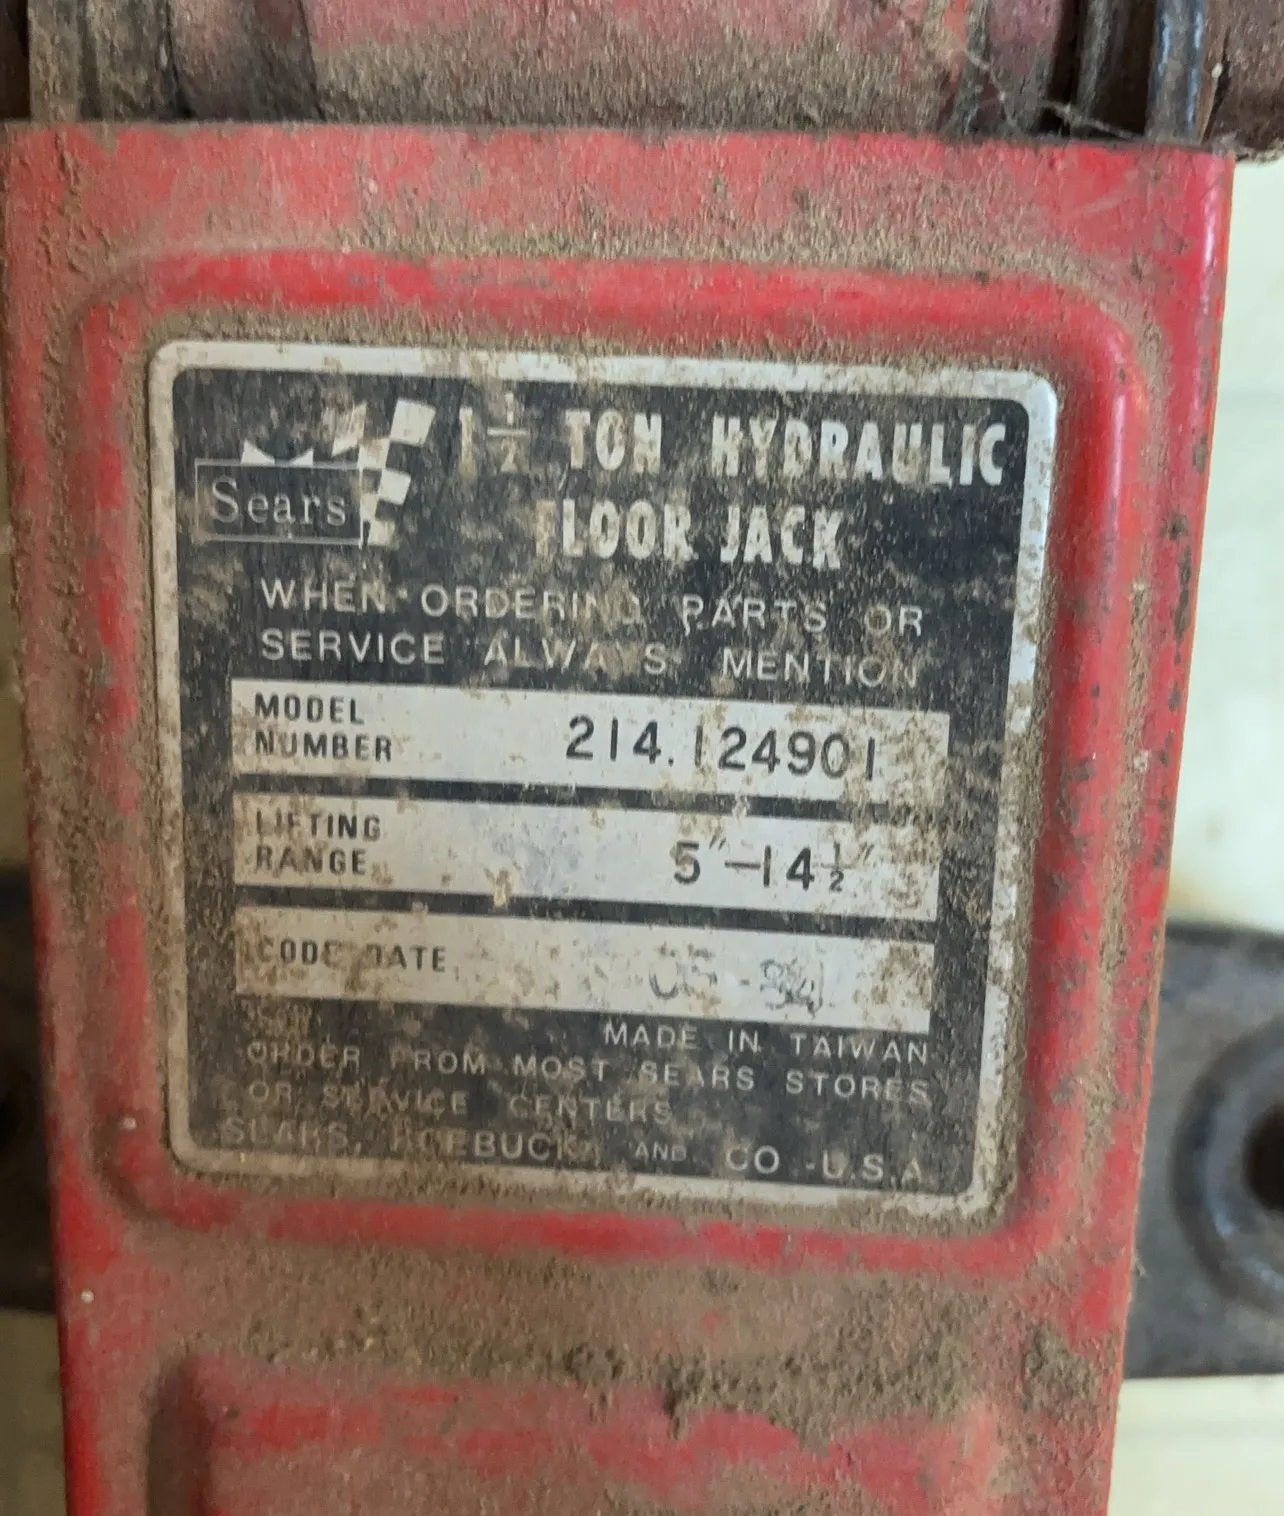 Sears
1 1/2 TON HYDRAULIC
FLOOR JACK
WHEN ORDERING PARTS OR
SERVICE ALWAYS MENTION
MODEL
NUMBER 214.124901
LIFTING
RANGE 5"-14 1/2"
CODE DATE
MADE IN TAIWAN
ORDER FROM MOST SEARS STORES
OR SERVICE CENTERS
SEARS, ROEBUCK AND CO - U.S.A.